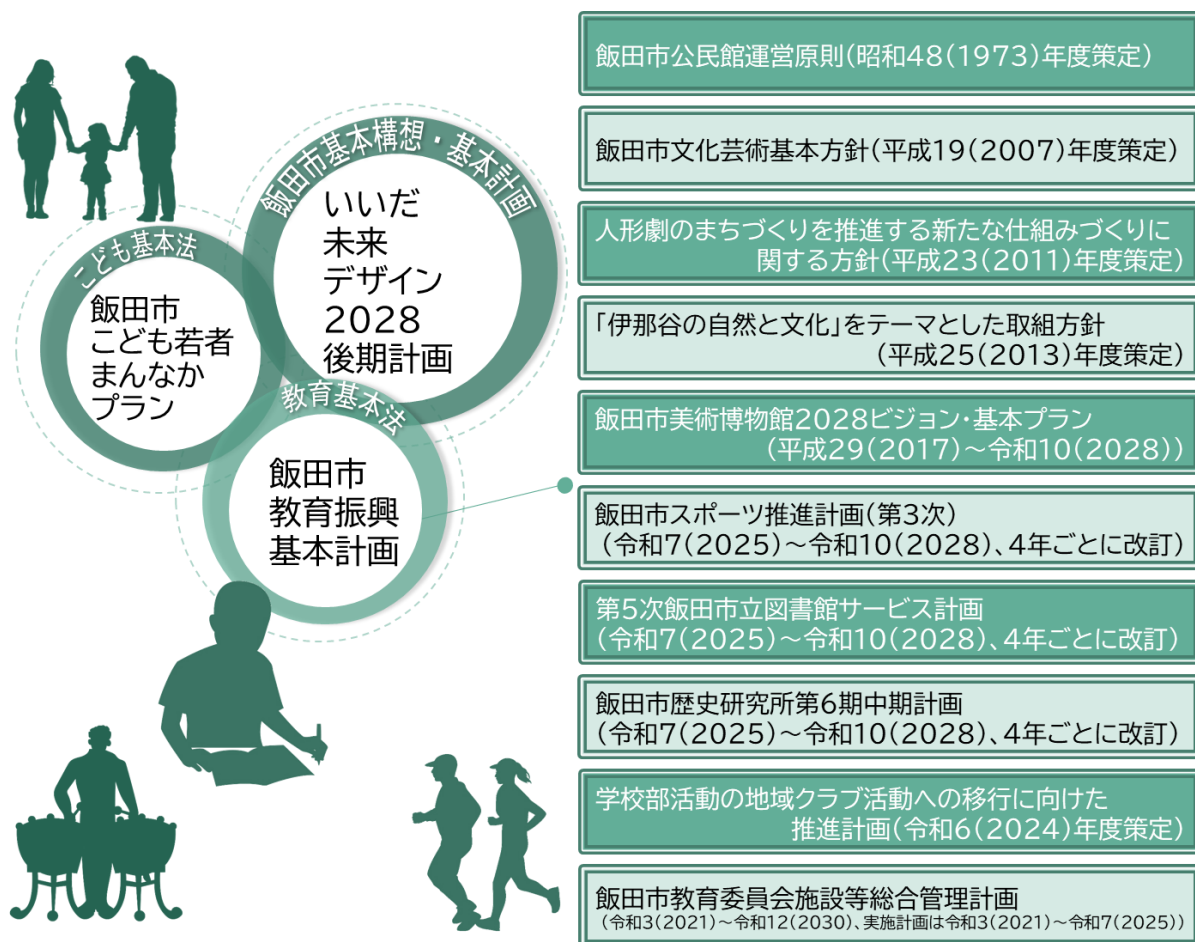 飯田市基本構想・基本計画
いいだ
未来
デザイン
2028
後期計画
こども基本法
飯田市
こども若者
まんなか
プラン
教育基本法
飯田市
教育振興
基本計画
飯田市公民館運営原則(昭和48(1973)年度策定)
飯田市文化芸術基本方針(平成19(2007)年度策定)
人形劇のまちづくりを推進する新たな仕組みづくりに
関する方針(平成23(2011)年度策定)
「伊那谷の自然と文化」をテーマとした取組方針
(平成25(2013)年度策定)
飯田市美術博物館2028ビジョン・基本プラン
(平成29(2017)～令和10(2028))
飯田市スポーツ推進計画(第3次)
(令和7(2025)～令和10(2028)、4年ごとに改訂)
第5次飯田市立図書館サービス計画
(令和7(2025)～令和10(2028)、4年ごとに改訂)
飯田市歴史研究所第6期中期計画
(令和7(2025)～令和10(2028)、4年ごとに改訂)
学校部活動の地域クラブ活動への移行に向けた
推進計画(令和6(2024)年度策定)
飯田市教育委員会施設等総合管理計画
(令和3(2021)～令和12(2030)、実施計画は令和3(2021)～令和7(2025))